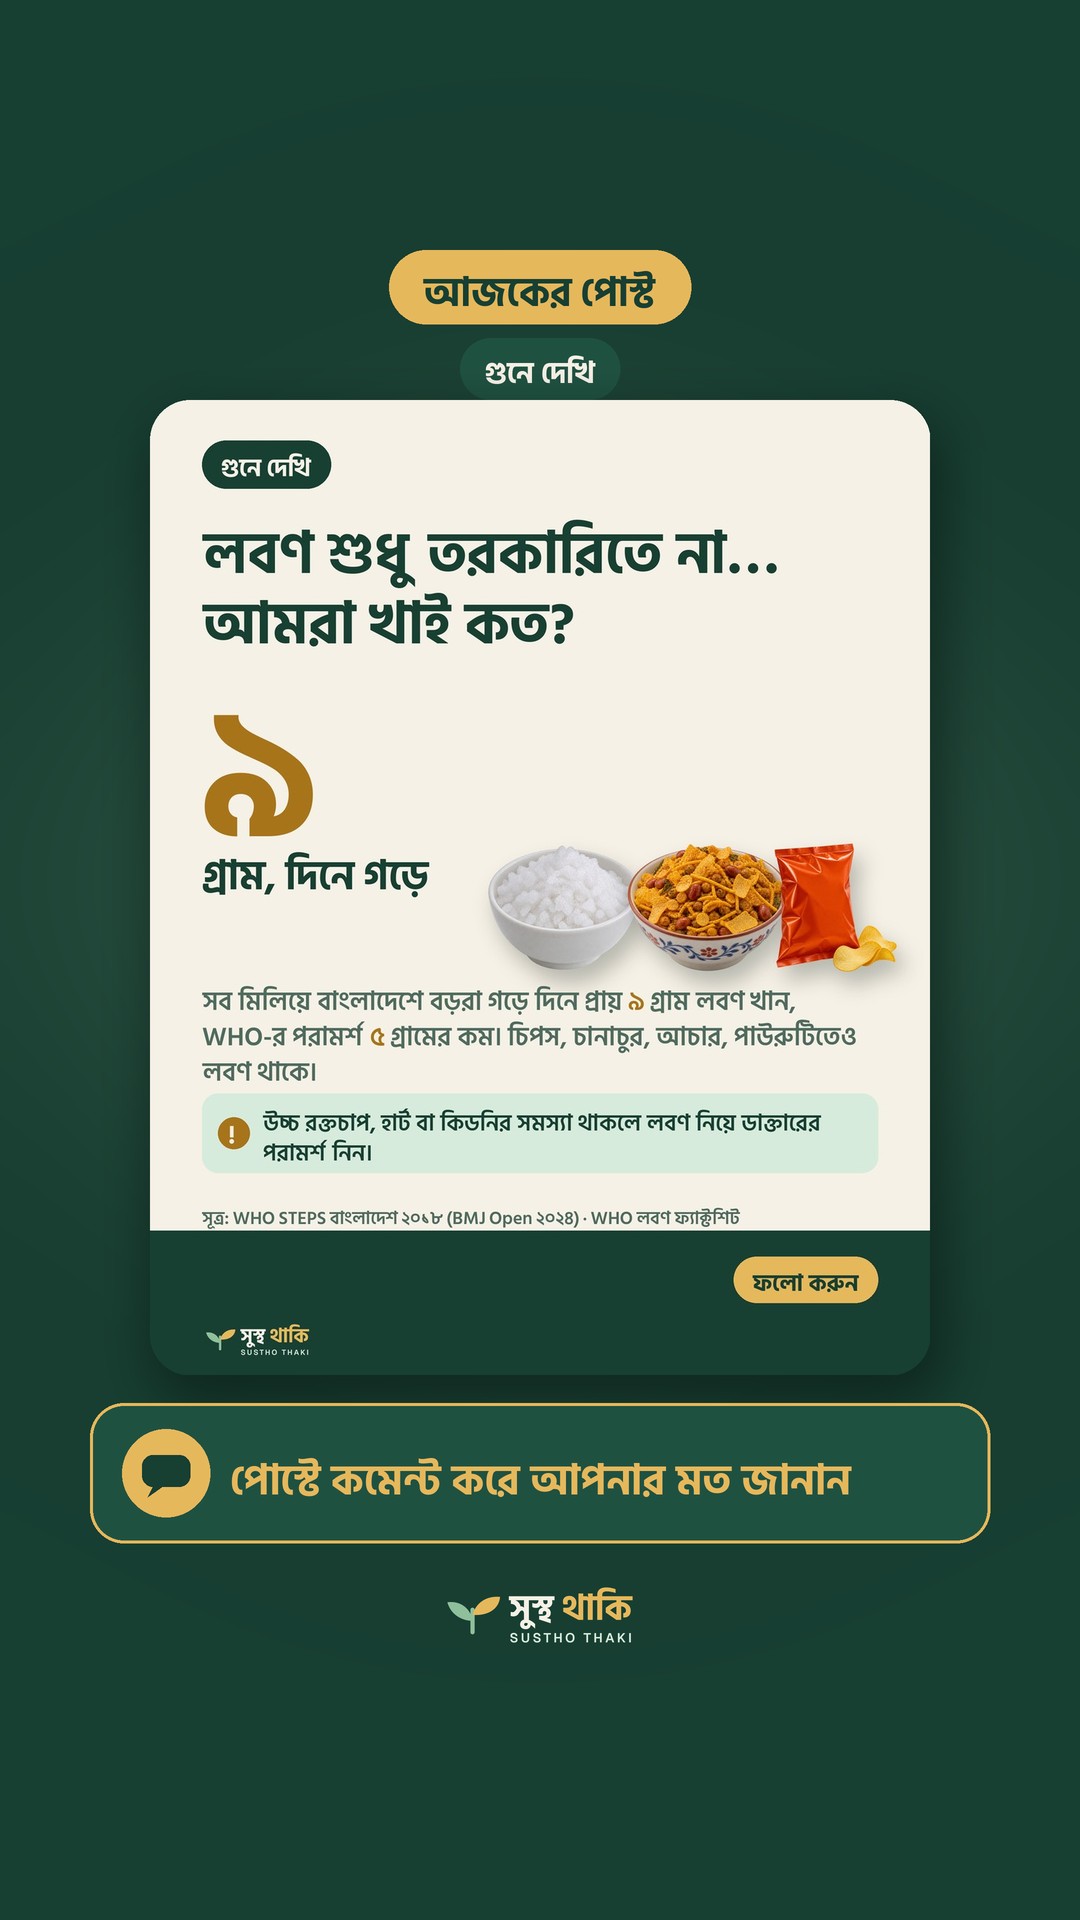 আজকের পোস্ট
গুনে দেখি
গুনে দেখি
লবণ শুধু তরকারিতে না...
আমরা খাই কত?
৯
গ্রাম, দিনে গড়ে
সব মিলিয়ে বাংলাদেশে বড়রা গড়ে দিনে প্রায় ৯ গ্রাম লবণ খান,
WHO-র পরামর্শ ৫ গ্রামের কম। চিপস, চানাচুর, আচার, পাউরুটিতেও
লবণ থাকে।
! উচ্চ রক্তচাপ, হার্ট বা কিডনির সমস্যা থাকলে লবণ নিয়ে ডাক্তারের
পরামর্শ নিন।
সূত্র: WHO STEPS বাংলাদেশ ২০১৮ (BMJ Open ২০২৪) · WHO লবণ ফ্যাক্টশিট
ফলো করুন
সুস্থ থাকি
SUSTHO THAKI
পোস্টে কমেন্ট করে আপনার মত জানান
সুস্থ থাকি
SUSTHO THAKI